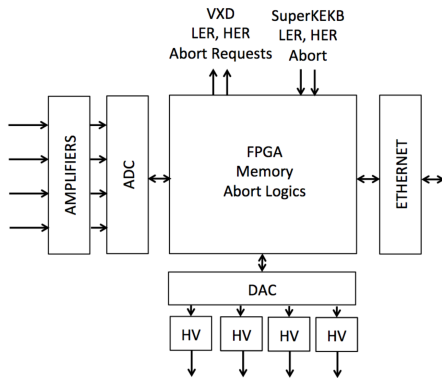 VXD
LER, HER
Abort Requests
SuperKEKB
LER, HER
Abort
AMPLIFIERS
ADC
FPGA
Memory
Abort Logics
ETHERNET
DAC
HV
HV
HV
HV